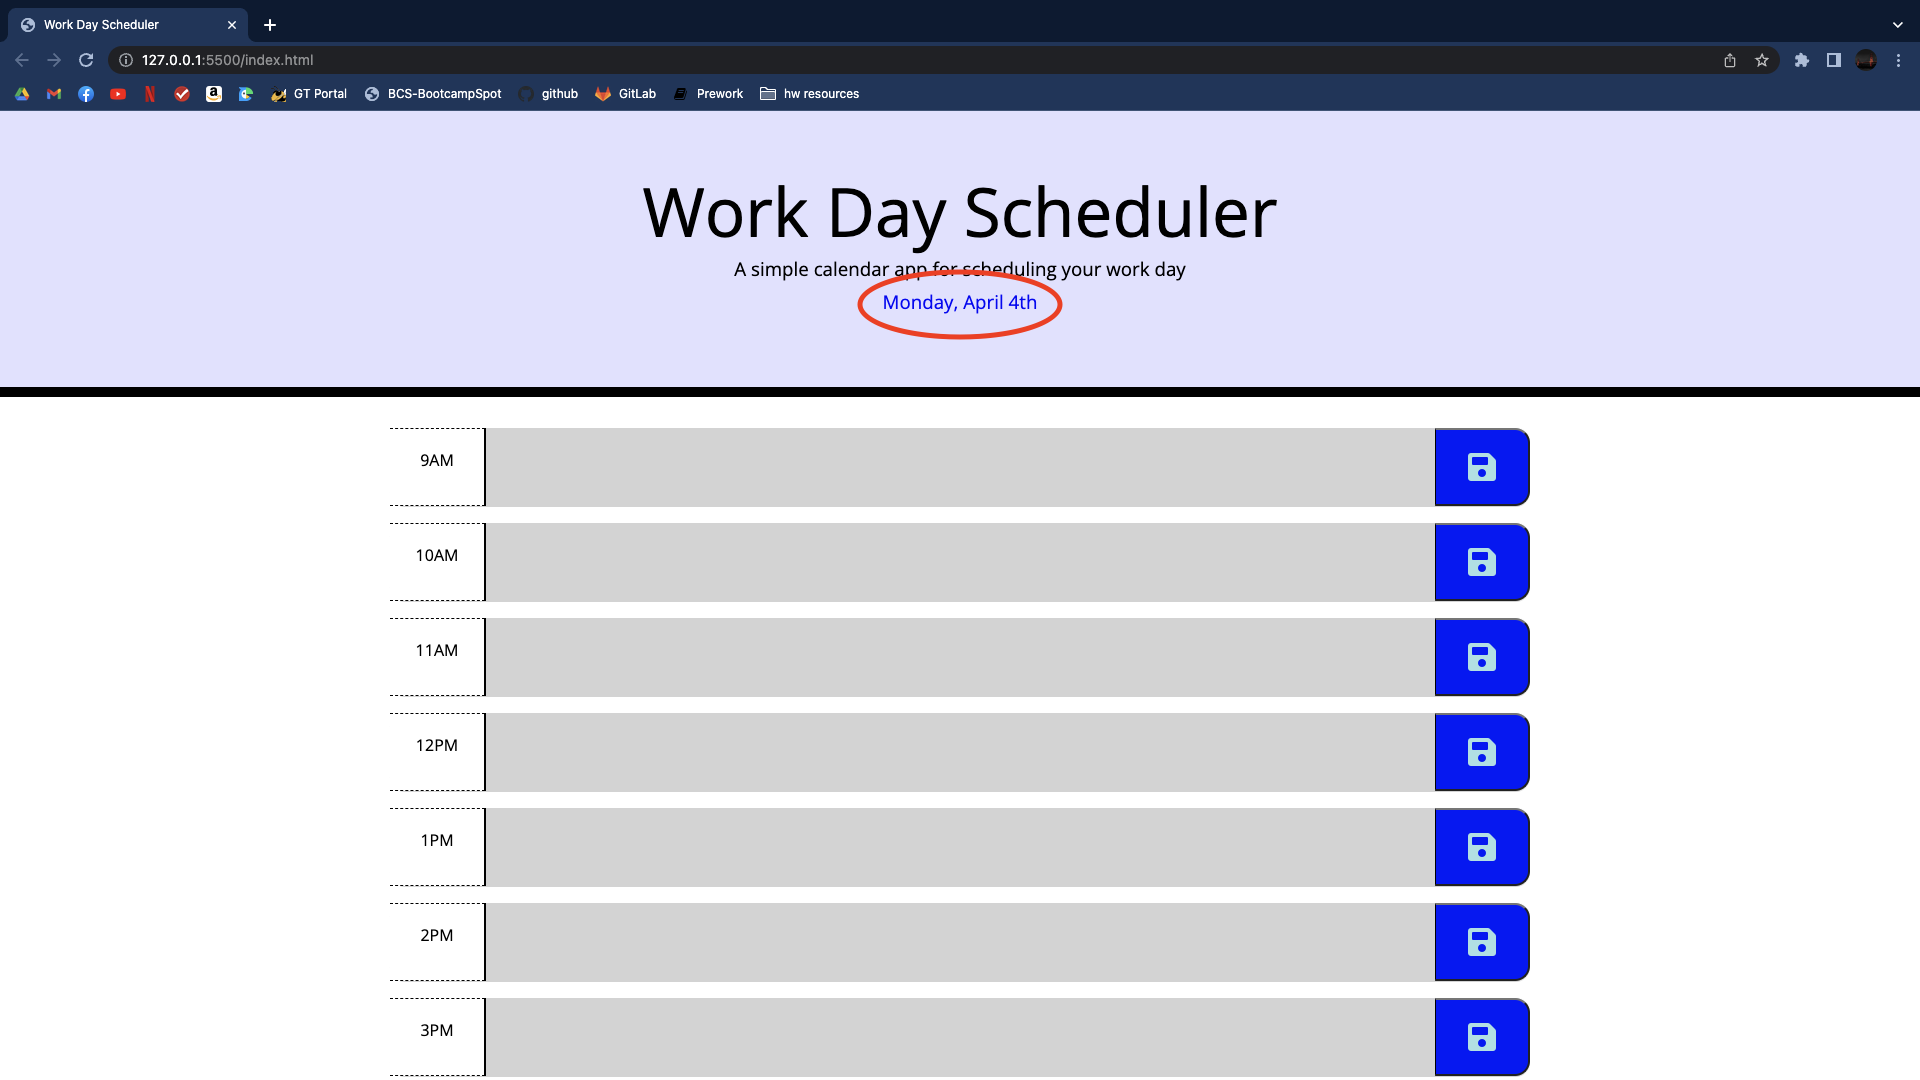 Work Day Scheduler
127.0.0.1:5500/index.html
GT Portal BCS-BootcampSpot github GitLab Prework hw resources
Work Day Scheduler
A simple calendar app for scheduling your work day
Monday, April 4th
9AM
10AM
11AM
12PM
1PM
2PM
3PM